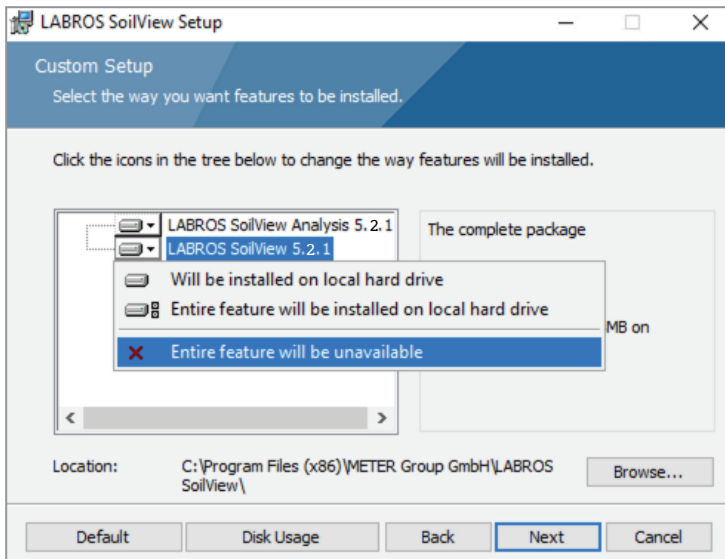 LABROS SoilView Setup
Custom Setup
Select the way you want features to be installed.
Click the icons in the tree below to change the way features will be installed.
LABROS SoilView Analysis 5.2.1
LABROS SoilView 5.2.1
The complete package
Will be installed on local hard drive
Entire feature will be installed on local hard drive
MB on
Entire feature will be unavailable
Location:
C:\Program Files (x86)\METER Group GmbH\LABROS
SoilView\
Browse...
Default
Disk Usage
Back
Next
Cancel